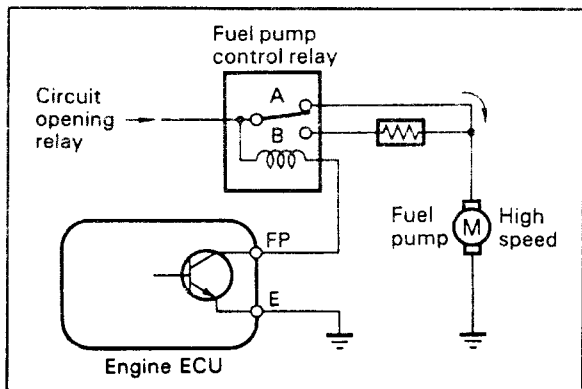 Fuel pump
control relay
Circuit
opening
relay
A
B
FP
E
Engine ECU
Fuel
pump
M
High
speed